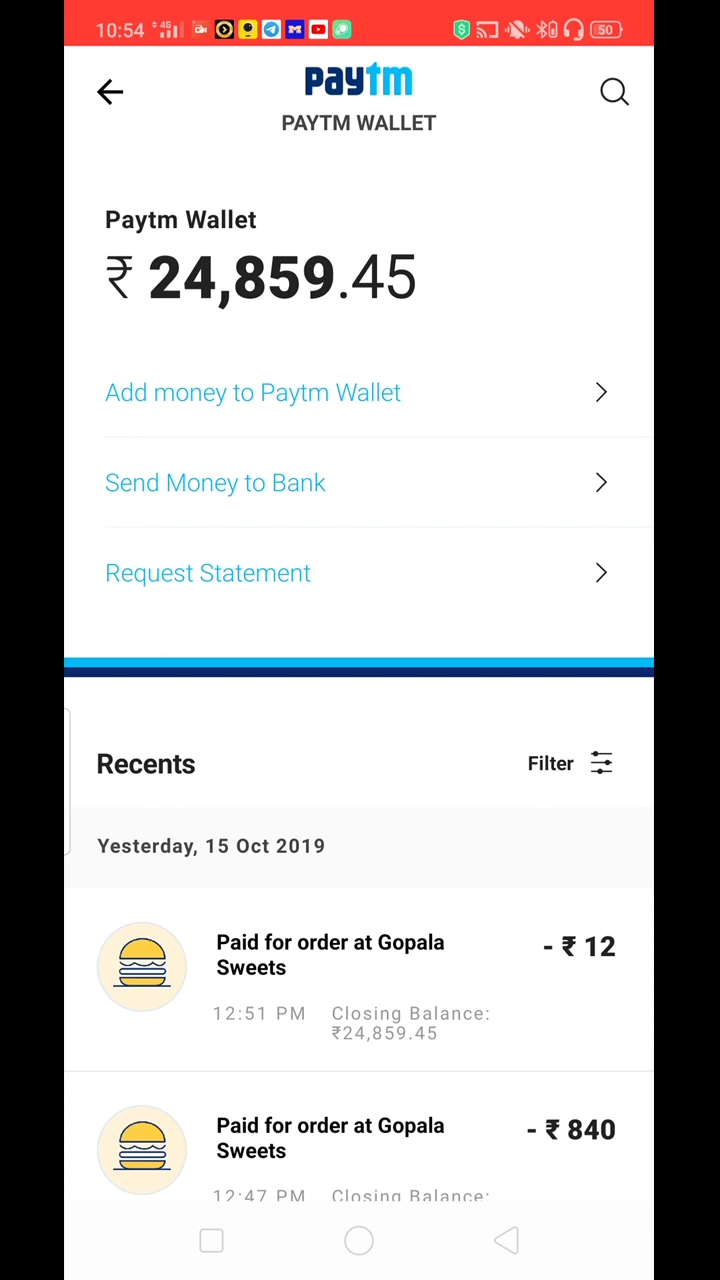 10:54 4G 50
paytm
PAYTM WALLET
Paytm Wallet
₹ 24,859.45
Add money to Paytm Wallet
Send Money to Bank
Request Statement
Recents
Filter
Yesterday, 15 Oct 2019
Paid for order at Gopala - ₹ 12
Sweets
12:51 PM Closing Balance:
₹24,859.45
Paid for order at Gopala - ₹ 840
Sweets
12:47 PM Closing Balance: